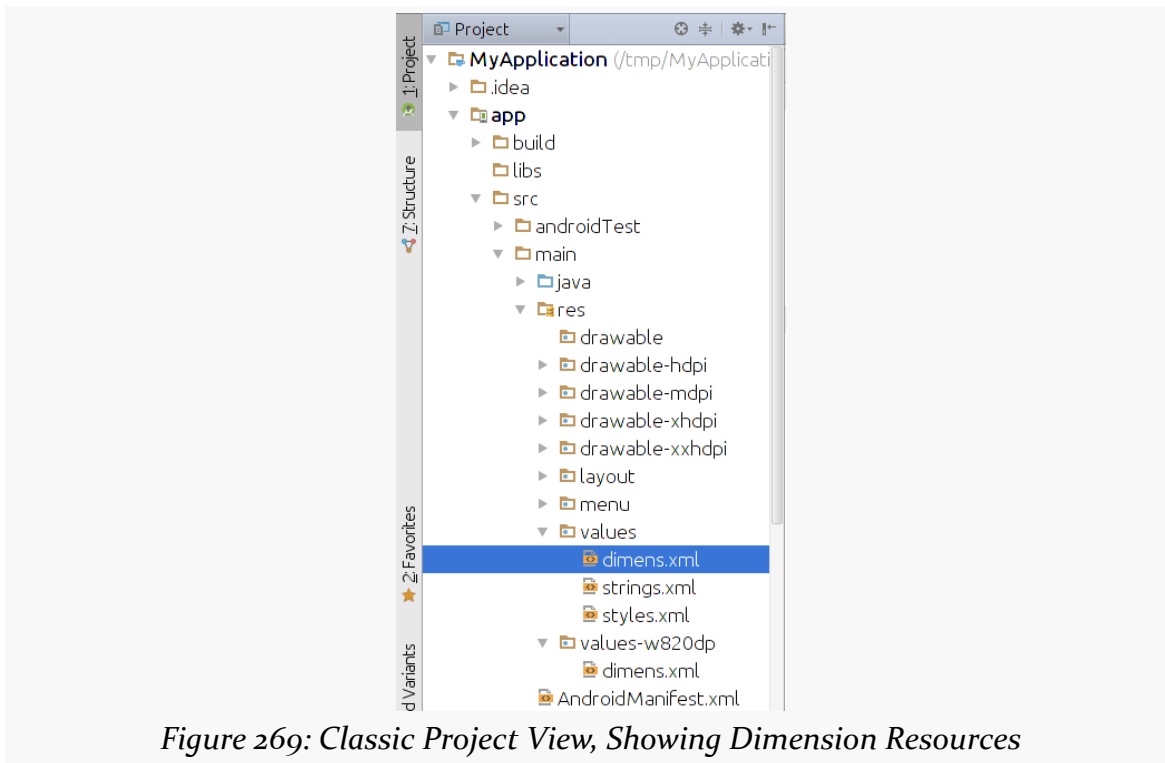 Project
MyApplication (/tmp/MyApplicati
.idea
app
build
libs
src
androidTest
main
java
res
drawable
drawable-hdpi
drawable-mdpi
drawable-xhdpi
drawable-xxhdpi
layout
menu
values
dimens.xml
strings.xml
styles.xml
values-w820dp
dimens.xml
AndroidManifest.xml
1: Project
7: Structure
2: Favorites
d Variants
Figure 269: Classic Project View, Showing Dimension Resources